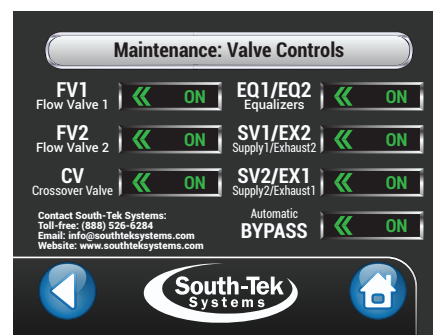 Maintenance: Valve Controls
FV1
Flow Valve 1
ON
EQ1/EQ2
Equalizers
ON
FV2
Flow Valve 2
ON
SV1/EX2
Supply1/Exhaust2
ON
CV
Crossover Valve
ON
SV2/EX1
Supply2/Exhaust1
ON
Contact South-Tek Systems:
Toll-free: (888) 526-6284
Email: info@southteksystems.com
Website: www.southteksystems.com
Automatic
BYPASS
ON
South-Tek
Systems